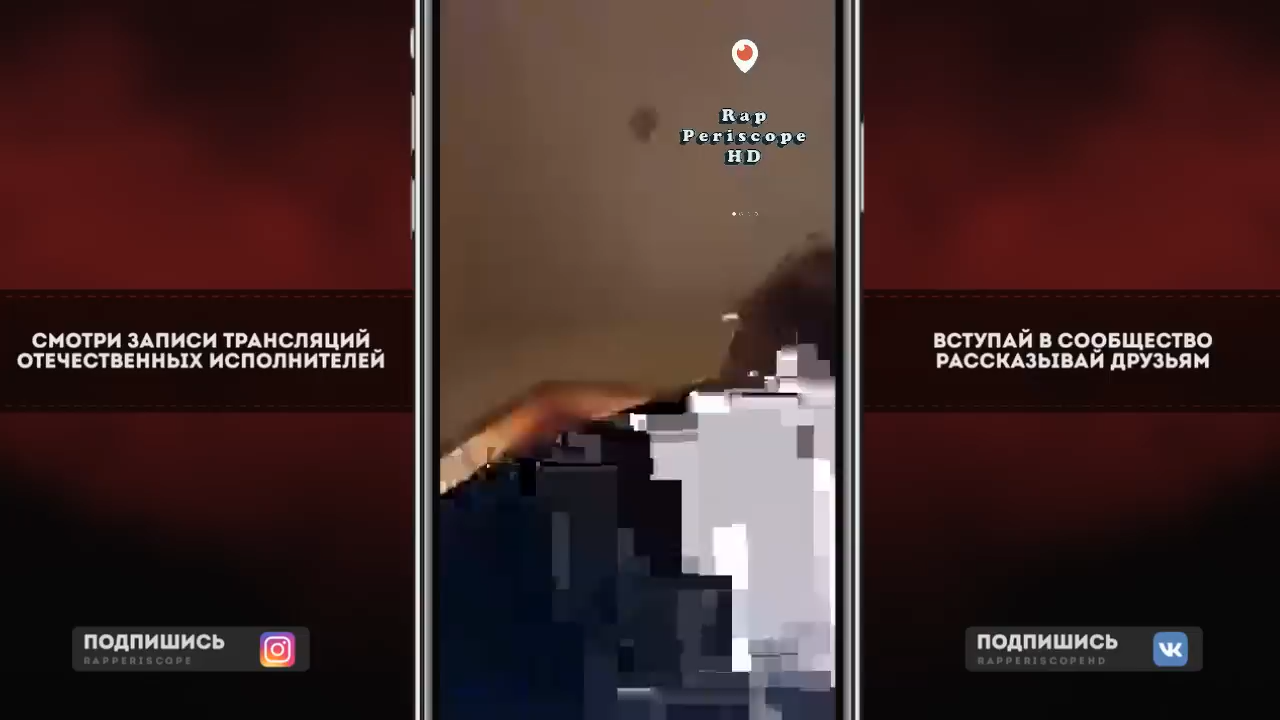 Rap
Periscope
HD
СМОТРИ ЗАПИСИ ТРАНСЛЯЦИЙ
ОТЕЧЕСТВЕННЫХ ИСПОЛНИТЕЛЕЙ
ВСТУПАЙ В СООБЩЕСТВО
РАССКАЗЫВАЙ ДРУЗЬЯМ
ПОДПИШИСЬ
RAPPERISCOPE
ПОДПИШИСЬ
RAPPERISCOPEHD